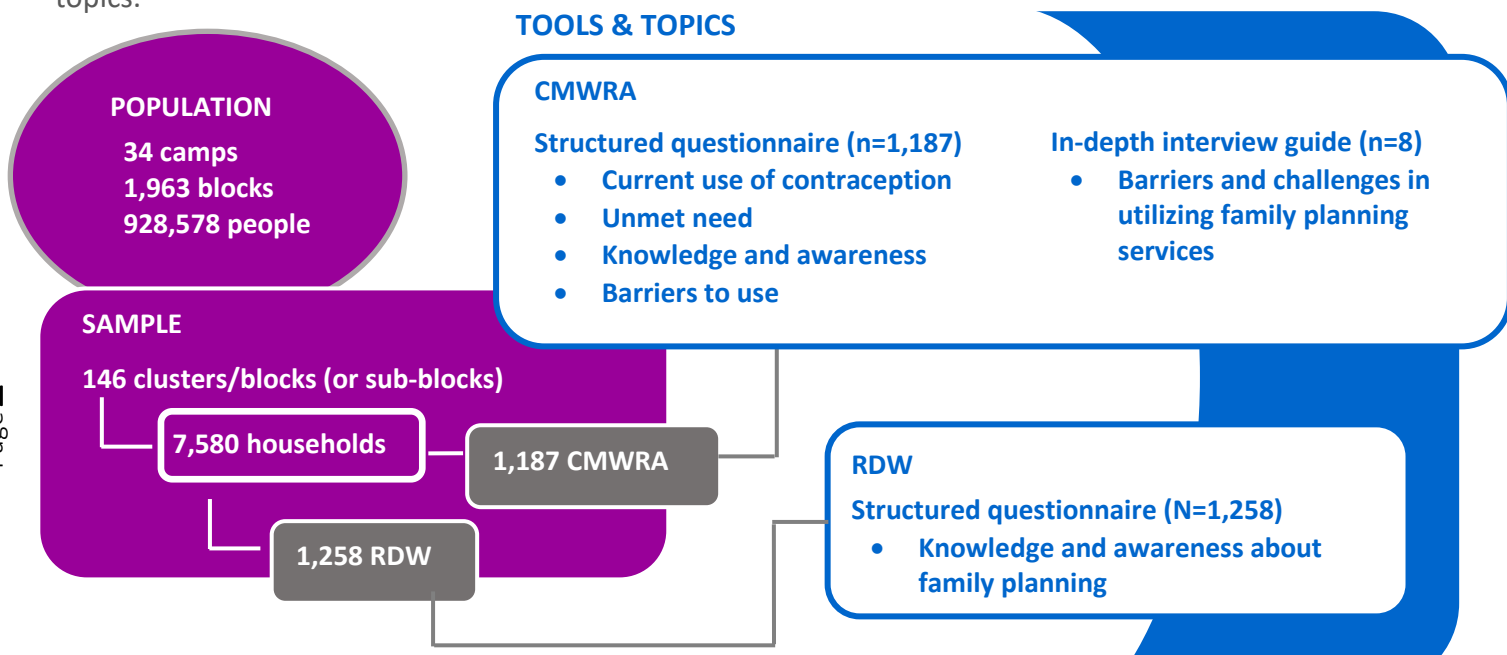 topics.
POPULATION
34 camps
1,963 blocks
928,578 people
SAMPLE
146 clusters/blocks (or sub-blocks)
7,580 households
1,187 CMWRA
1,258 RDW
TOOLS & TOPICS
CMWRA
Structured questionnaire (n=1,187)
• Current use of contraception
• Unmet need
• Knowledge and awareness
• Barriers to use
In-depth interview guide (n=8)
• Barriers and challenges in
utilizing family planning
services
RDW
Structured questionnaire (N=1,258)
• Knowledge and awareness about
family planning